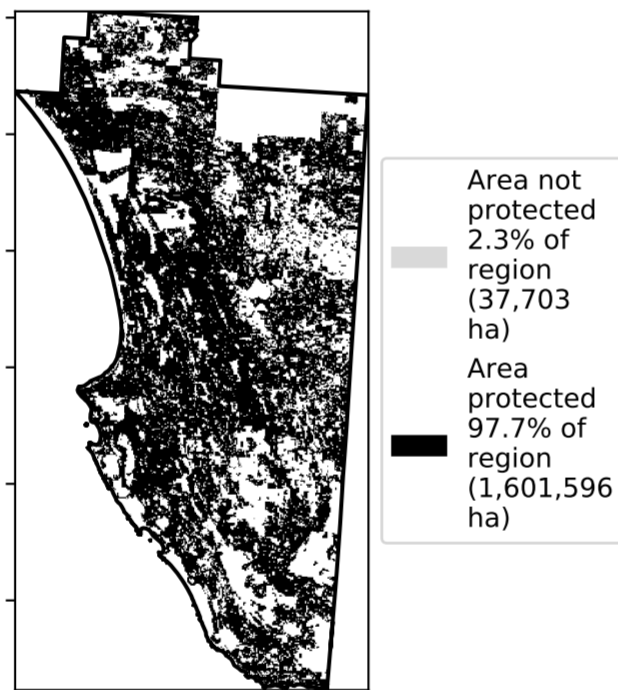 Area not
protected
2.3% of
region
(37,703
ha)
Area
protected
97.7% of
region
(1,601,596
ha)